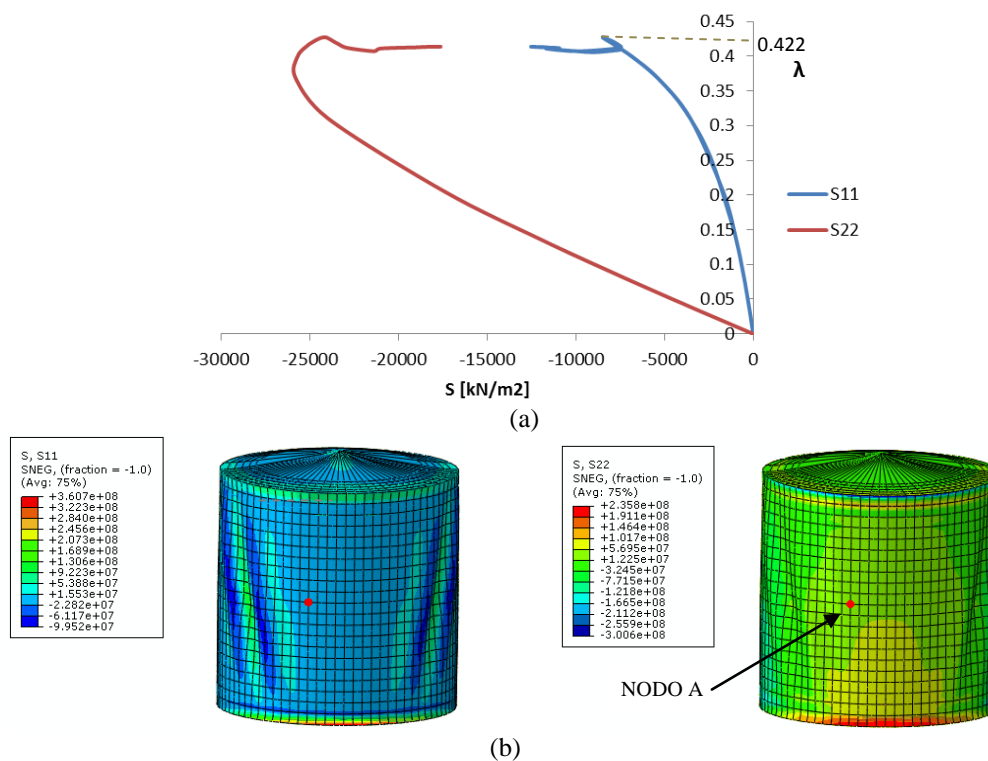 0.45
0.4
0.422
λ
0.35
0.3
0.25
0.2
S11
0.15
S22
0.1
0.05
0
-30000 -25000 -20000 -15000 -10000 -5000 0
S [kN/m2]
(a)
S, S11
SNEG, (fraction = -1.0)
(Avg: 75%)
+3.607e+08
+3.223e+08
+2.840e+08
+2.456e+08
+2.073e+08
+1.689e+08
+1.306e+08
+9.223e+07
+5.388e+07
+1.553e+07
-2.282e+07
-6.117e+07
-9.952e+07
S, S22
SNEG, (fraction = -1.0)
(Avg: 75%)
+2.358e+08
+1.911e+08
+1.464e+08
+1.017e+08
+5.695e+07
+1.225e+07
-3.245e+07
-7.715e+07
-1.218e+08
-1.665e+08
-2.112e+08
-2.559e+08
-3.006e+08
NODO A
(b)